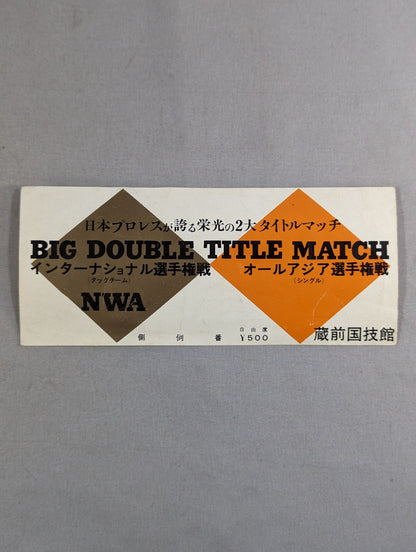 日本プロレスが誇る栄光の2大タイトルマッチ
BIG DOUBLE TITLE MATCH
インターナショナル選手権戦 オールアジア選手権戦
(タッグチーム) (シングル)
NWA
側 例 番 自由席 ¥500 蔵前国技館